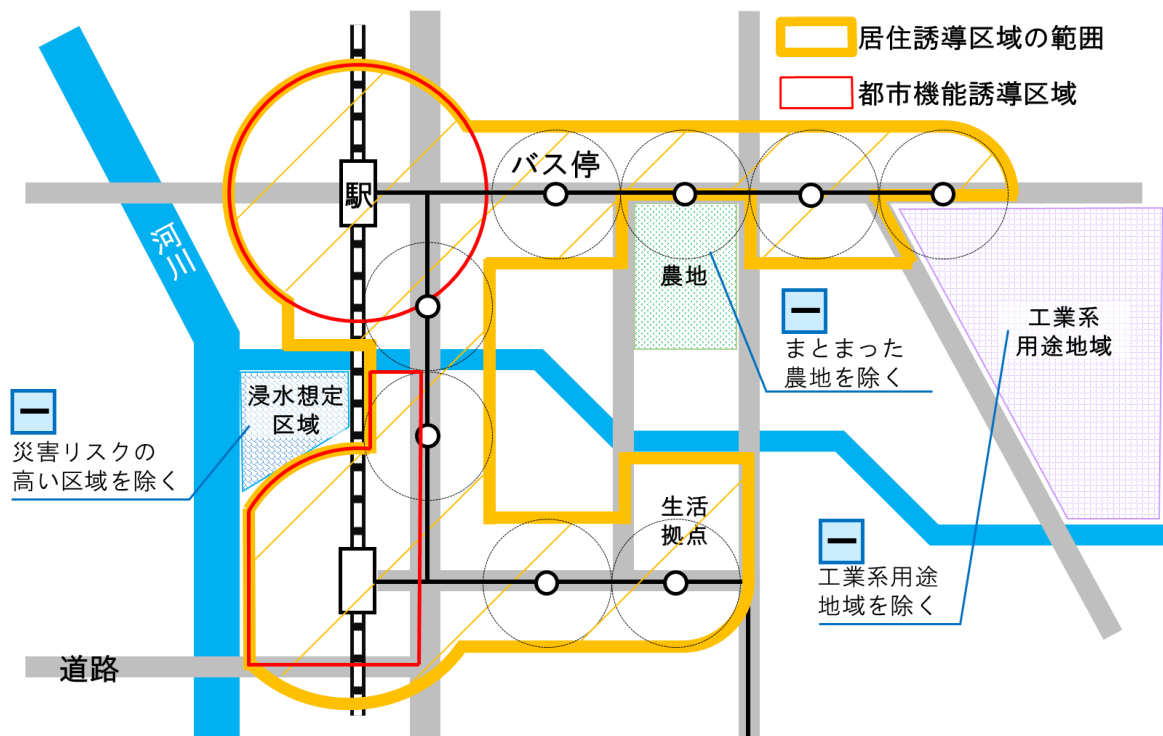 居住誘導区域の範囲
都市機能誘導区域
バス停
駅
河川
農地
工業系
用途地域
まとまった
農地を除く
浸水想定
区域
災害リスクの
高い区域を除く
生活
拠点
工業系用途
地域を除く
道路